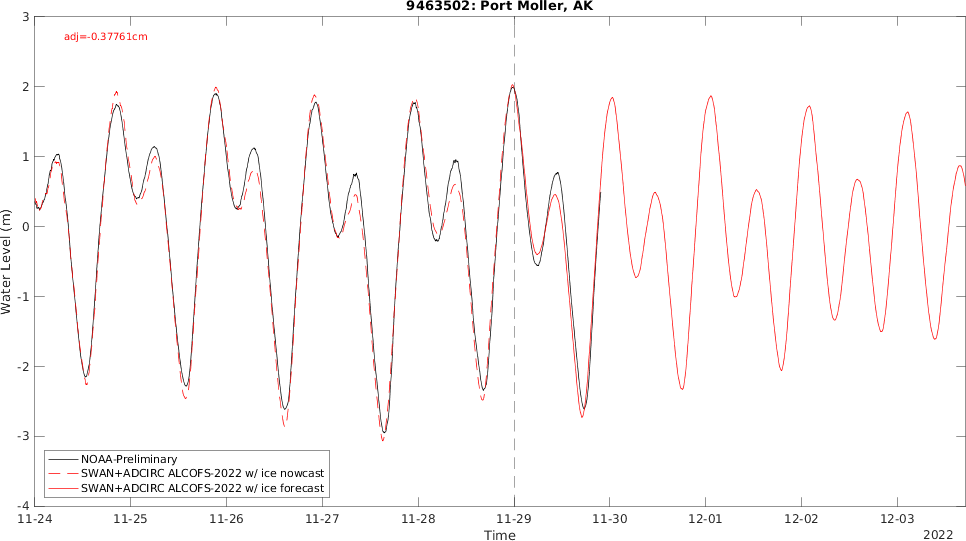 9463502: Port Moller, AK
adj=-0.37761cm
3
2
1
0
-1
-2
-3
-4
Water Level (m)
NOAA-Preliminary
SWAN+ADCIRC ALCOFS-2022 w/ ice nowcast
SWAN+ADCIRC ALCOFS-2022 w/ ice forecast
11-24 11-25 11-26 11-27 11-28 11-29 11-30 12-01 12-02 12-03
Time
2022